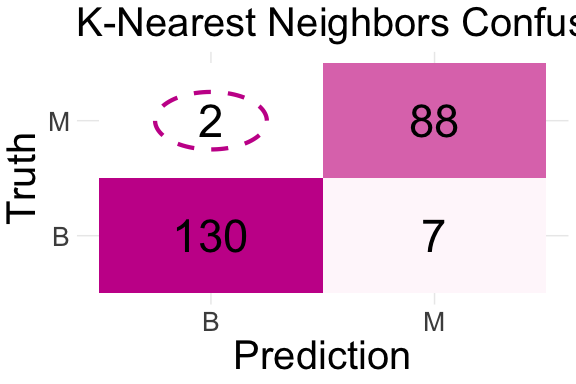 K-Nearest Neighbors Confus
M
2
88
Truth
B
130
7
B
M
Prediction